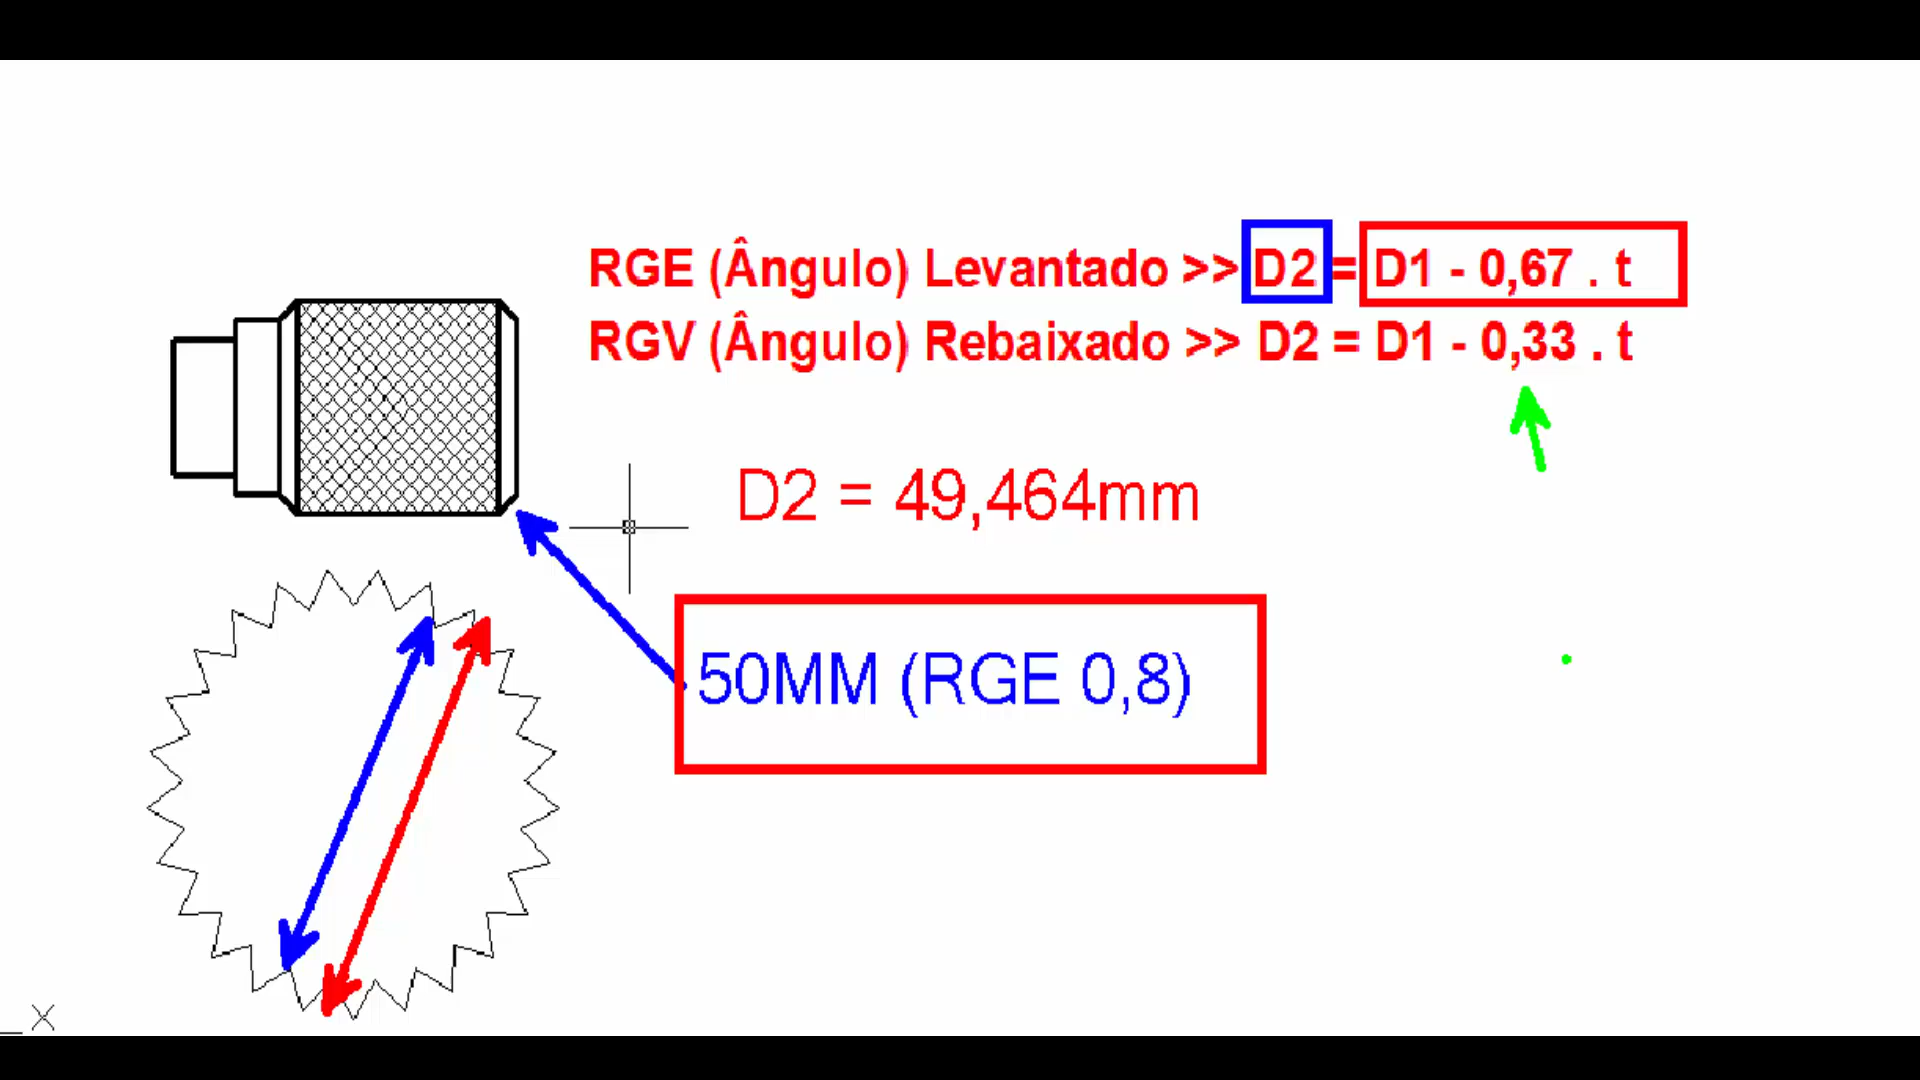 RGE (Ângulo) Levantado >> D2 = D1 - 0,67 . t
RGV (Ângulo) Rebaixado >> D2 = D1 - 0,33 . t
D2 = 49,464mm
50MM (RGE 0,8)
X